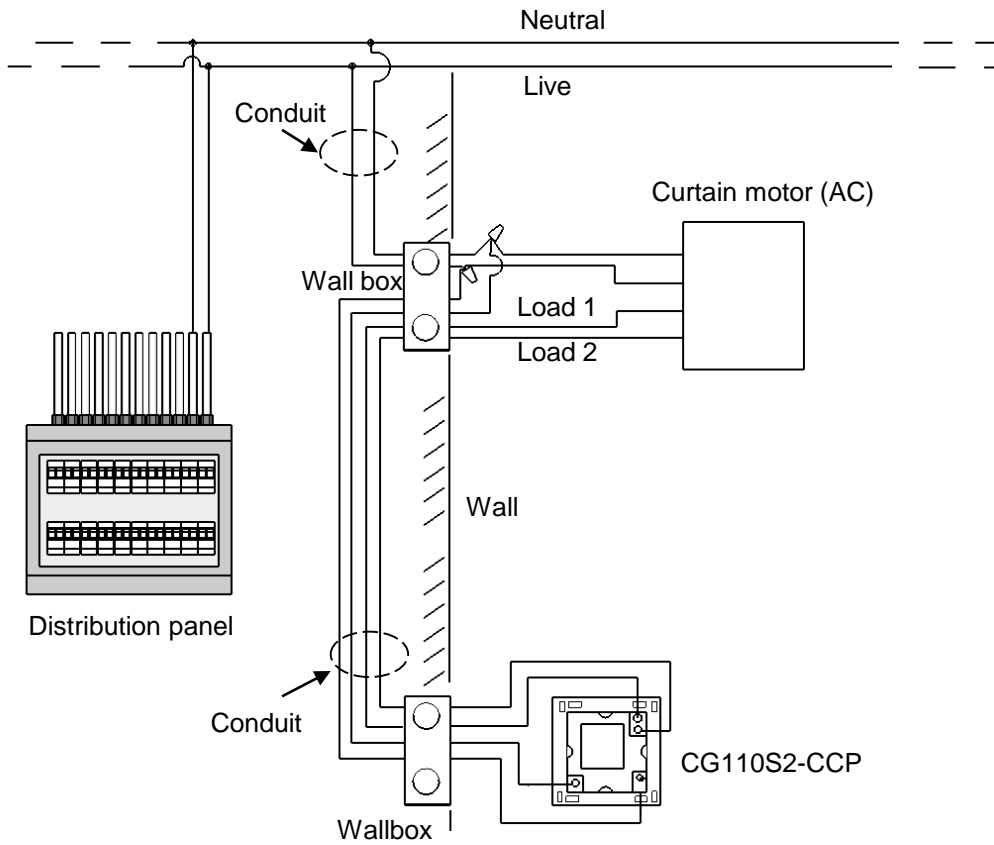 Neutral
Live
Conduit
Curtain motor (AC)
Wall box
Load 1
Load 2
Wall
Distribution panel
Conduit
CG110S2-CCP
Wallbox